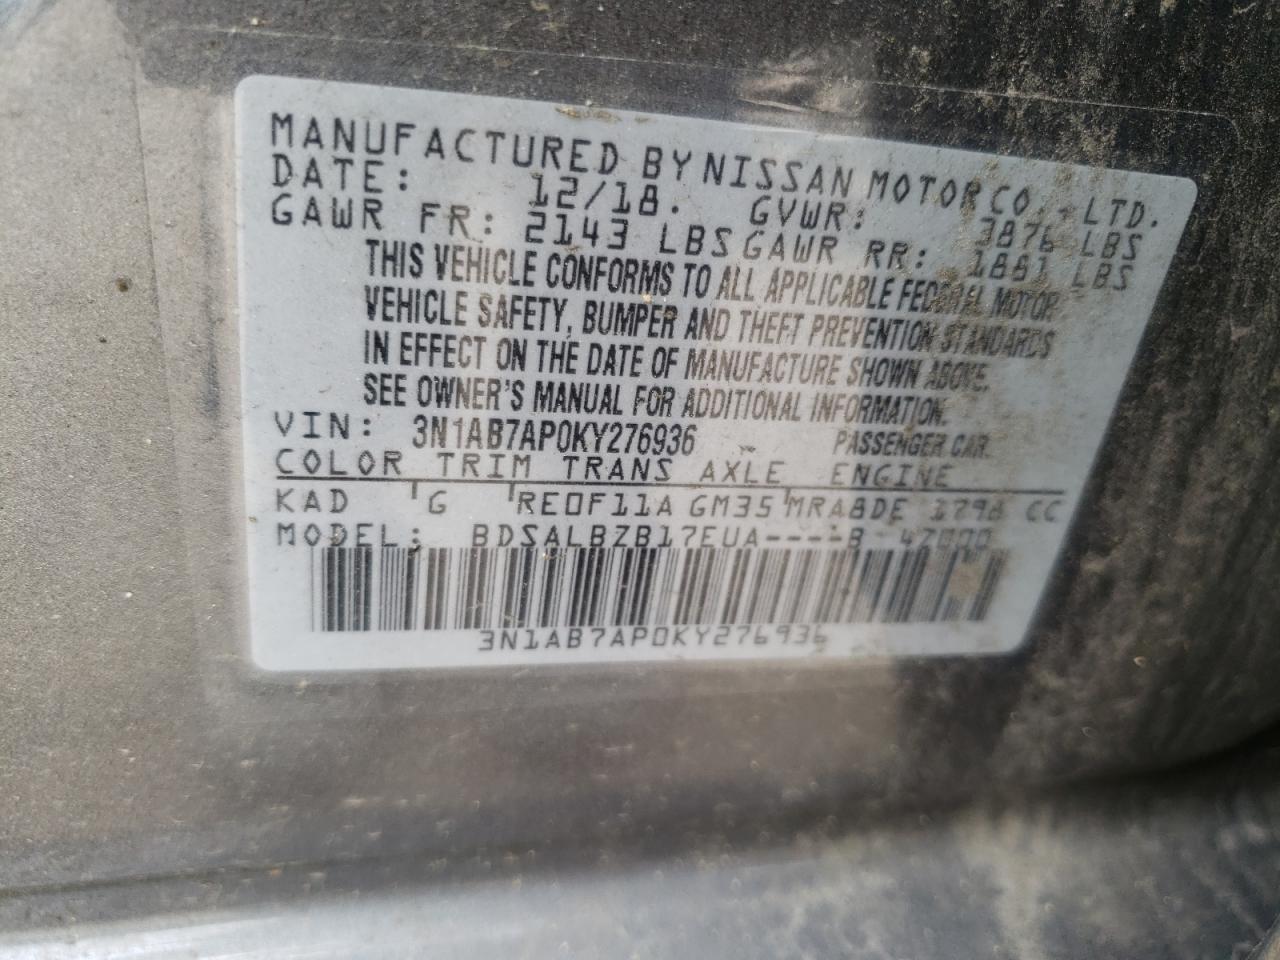 MANUFACTURED BY NISSAN MOTOR CO., LTD.
DATE: 12/18. GVWR: 3876 LBS
GAWR FR: 2143 LBS GAWR RR: 1881 LBS
THIS VEHICLE CONFORMS TO ALL APPLICABLE FEDERAL MOTOR
VEHICLE SAFETY, BUMPER AND THEFT PREVENTION STANDARDS
IN EFFECT ON THE DATE OF MANUFACTURE SHOWN ABOVE.
SEE OWNER'S MANUAL FOR ADDITIONAL INFORMATION.
VIN: 3N1AB7AP0KY276936 PASSENGER CAR.
COLOR TRIM TRANS AXLE ENGINE
KAD G RE0F11A GM35 MRA8DE 1798 CC
MODEL: BDSALBZB17EUA----B-
3N1AB7AP0KY276936